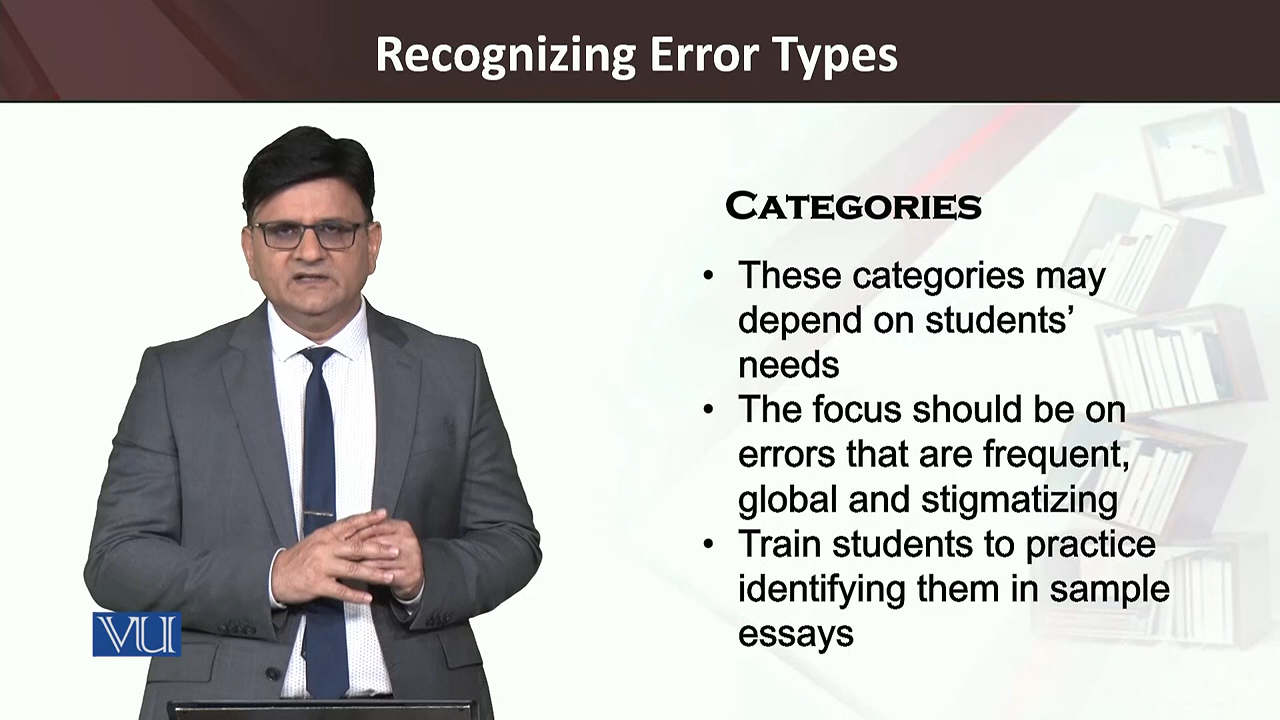 Recognizing Error Types
CATEGORIES
• These categories may
depend on students’
needs
• The focus should be on
errors that are frequent,
global and stigmatizing
• Train students to practice
identifying them in sample
essays
VU